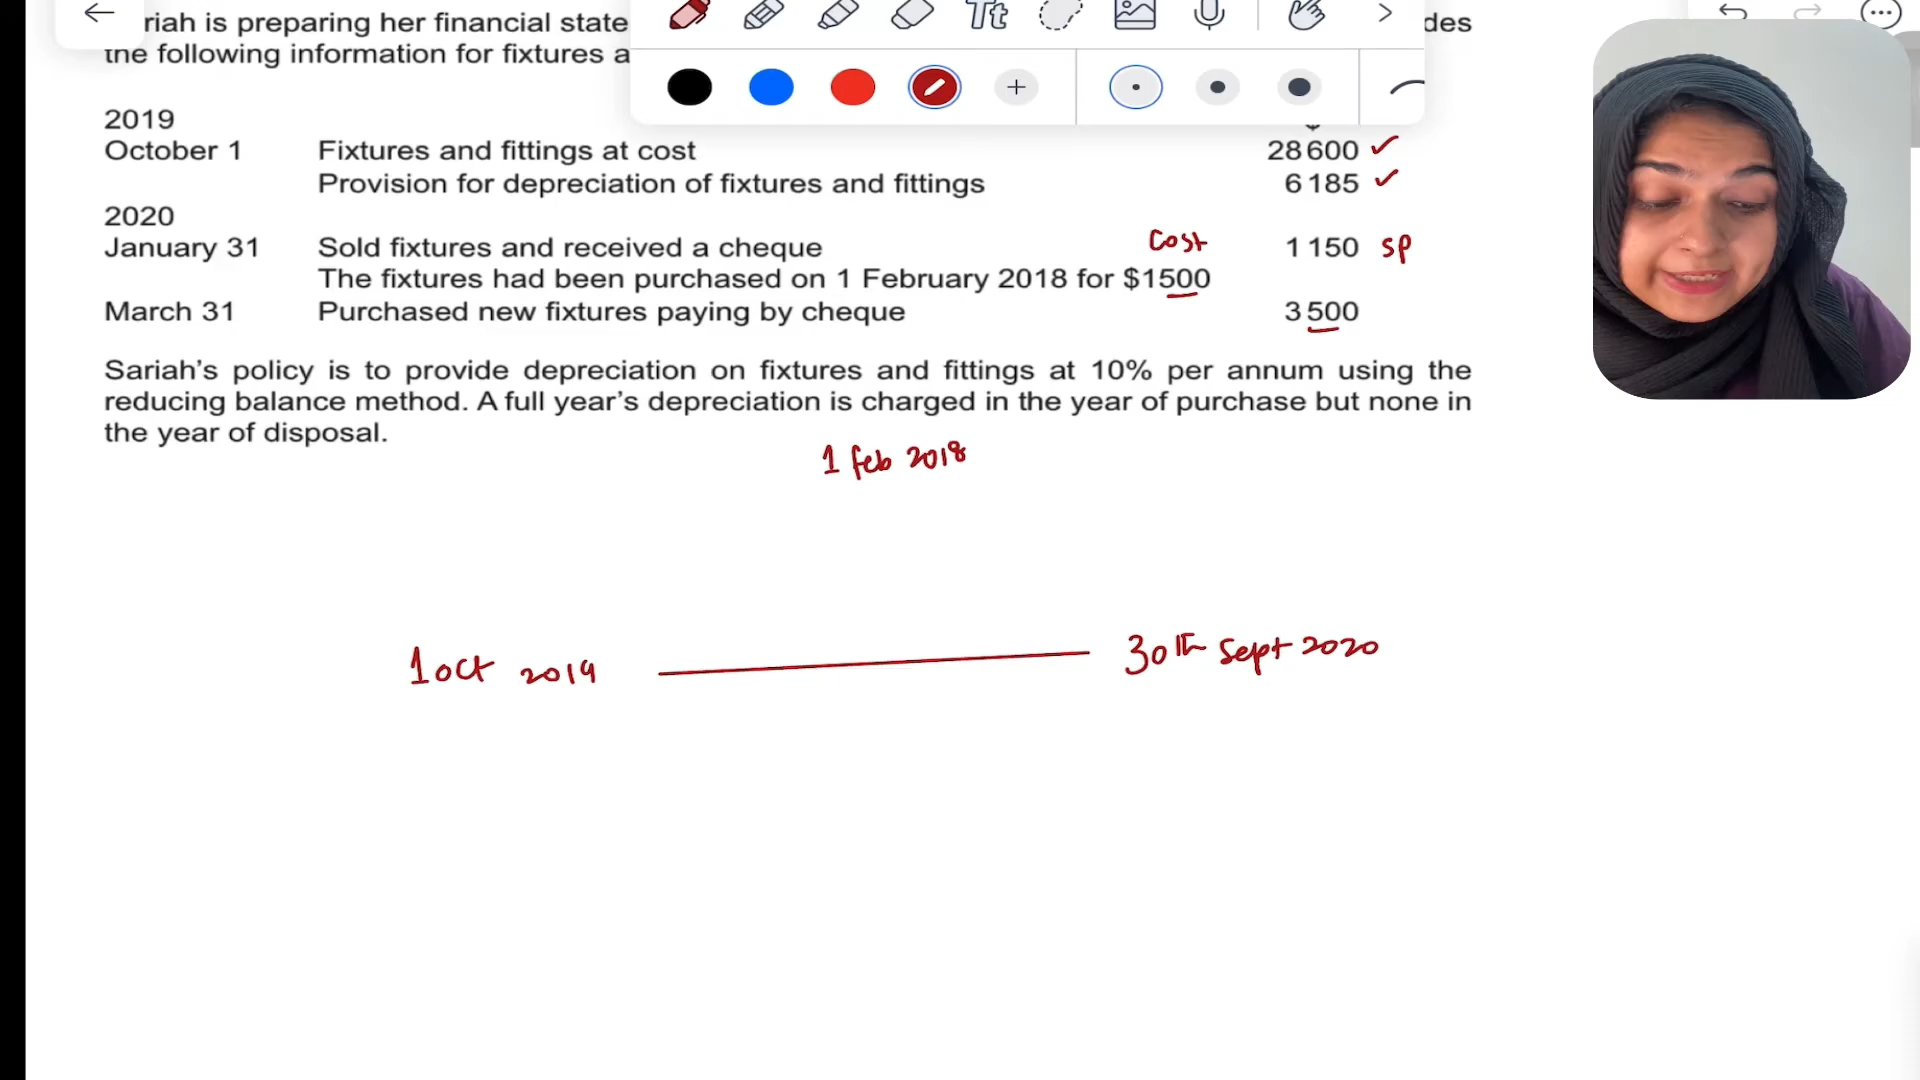 riah is preparing her financial state des
the following information for fixtures a
Tt
2019
October 1 Fixtures and fittings at cost 28 600 ✓
Provision for depreciation of fixtures and fittings 6 185 ✓
2020
January 31 Sold fixtures and received a cheque 1 150 SP
Cost
The fixtures had been purchased on 1 February 2018 for $1500
March 31 Purchased new fixtures paying by cheque 3 500
Sariah’s policy is to provide depreciation on fixtures and fittings at 10% per annum using the
reducing balance method. A full year’s depreciation is charged in the year of purchase but none in
the year of disposal.
1 feb 2018
1 oct 2019 30th Sept 2020